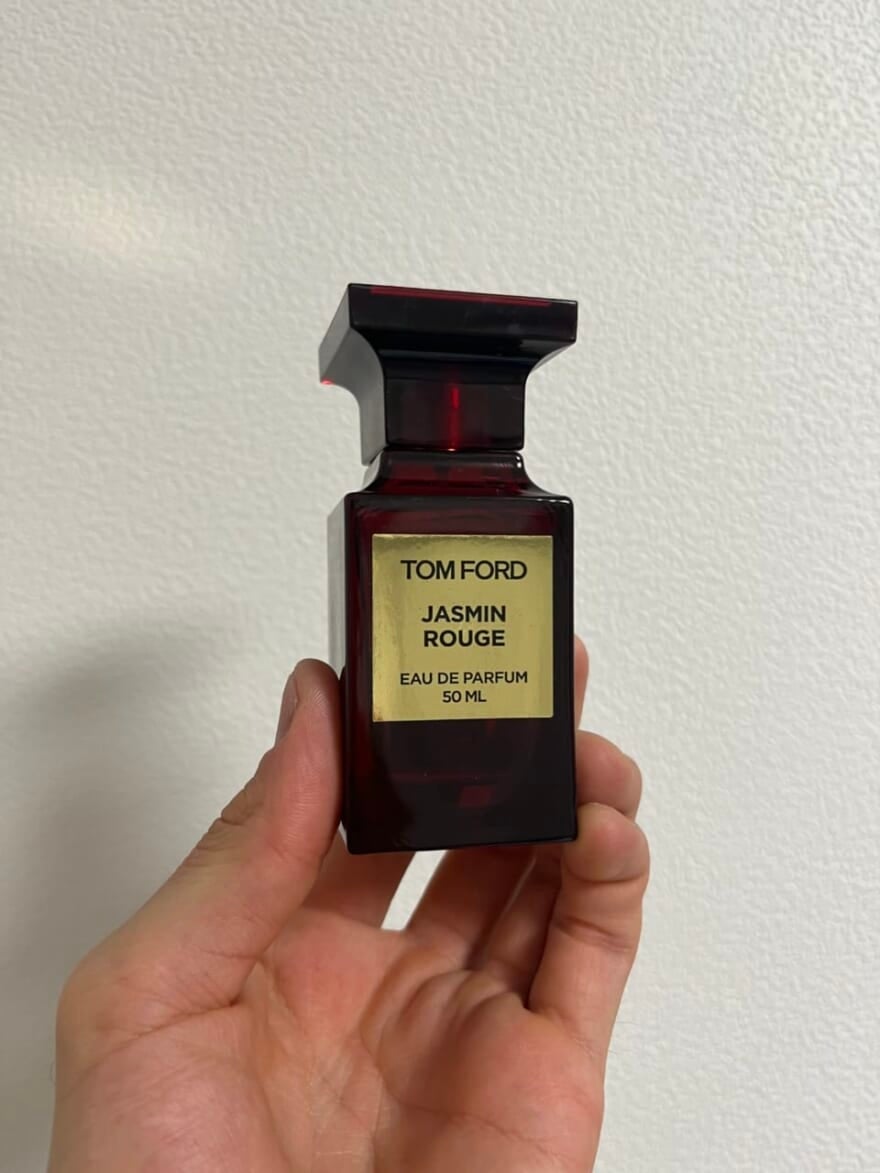 TOM FORD
JASMIN
ROUGE
EAU DE PARFUM
50 ML